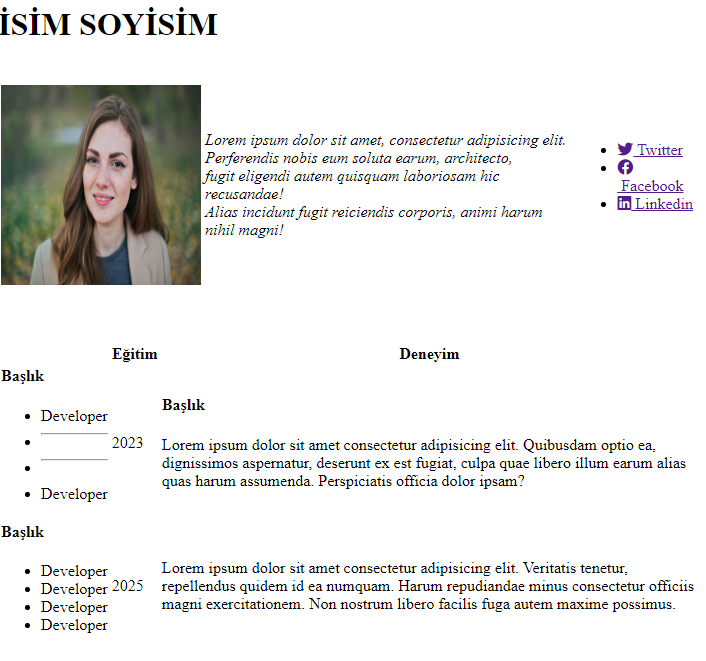 İSİM SOYİSİM
Lorem ipsum dolor sit amet, consectetur adipisicing elit.
Perferendis nobis eum soluta earum, architecto,
fugit eligendi autem quisquam laboriosam hic
recusandae!
Alias incidunt fugit reiciendis corporis, animi harum
nihil magni!
Twitter
Facebook
Linkedin
Eğitim
Deneyim
Başlık
Developer
Developer
2023
Başlık
Lorem ipsum dolor sit amet consectetur adipisicing elit. Quibusdam optio ea,
dignissimos aspernatur, deserunt ex est fugiat, culpa quae libero illum earum alias
quas harum assumenda. Perspiciatis officia dolor ipsam?
Başlık
Developer
Developer
Developer
Developer
2025
Lorem ipsum dolor sit amet consectetur adipisicing elit. Veritatis tenetur,
repellendus quidem id ea numquam. Harum repudiandae minus consectetur officiis
magni exercitationem. Non nostrum libero facilis fuga autem maxime possimus.